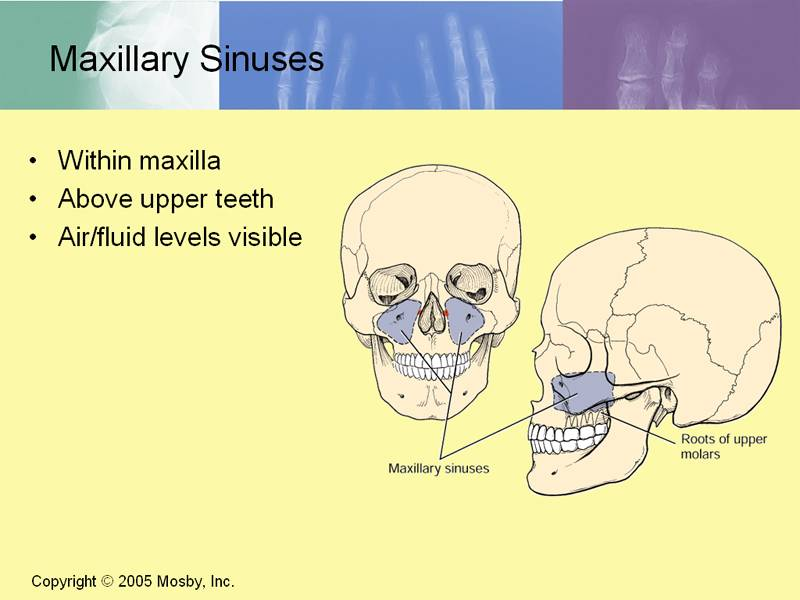 Maxillary Sinuses
• Within maxilla
• Above upper teeth
• Air/fluid levels visible
Maxillary sinuses
Roots of upper
molars
Copyright © 2005 Mosby, Inc.